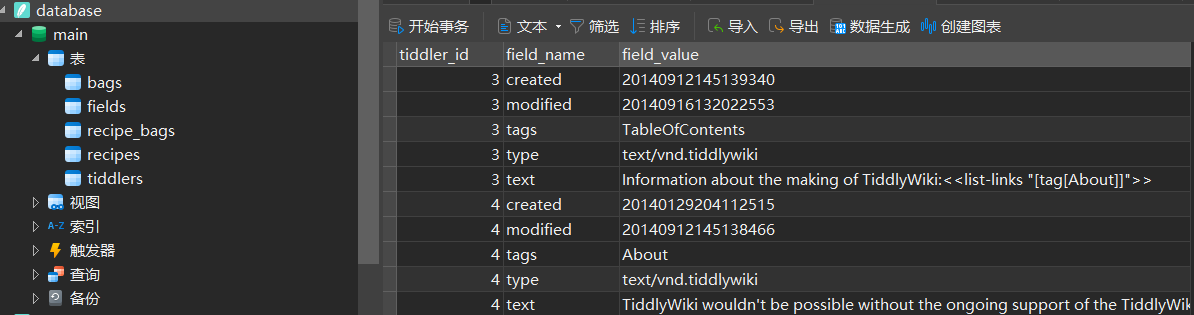 database
main
表
bags
fields
recipe_bags
recipes
tiddlers
视图
A-Z 索引
触发器
查询
备份
开始事务 文本 筛选 排序 导入 导出 数据生成 创建图表
tiddler_id field_name field_value
3 created 20140912145139340
3 modified 20140916132022553
3 tags TableOfContents
3 type text/vnd.tiddlywiki
3 text Information about the making of TiddlyWiki:<<list-links "[tag[About]]">>
4 created 20140129204112515
4 modified 20140912145138466
4 tags About
4 type text/vnd.tiddlywiki
4 text TiddlyWiki wouldn't be possible without the ongoing support of the TiddlyWik